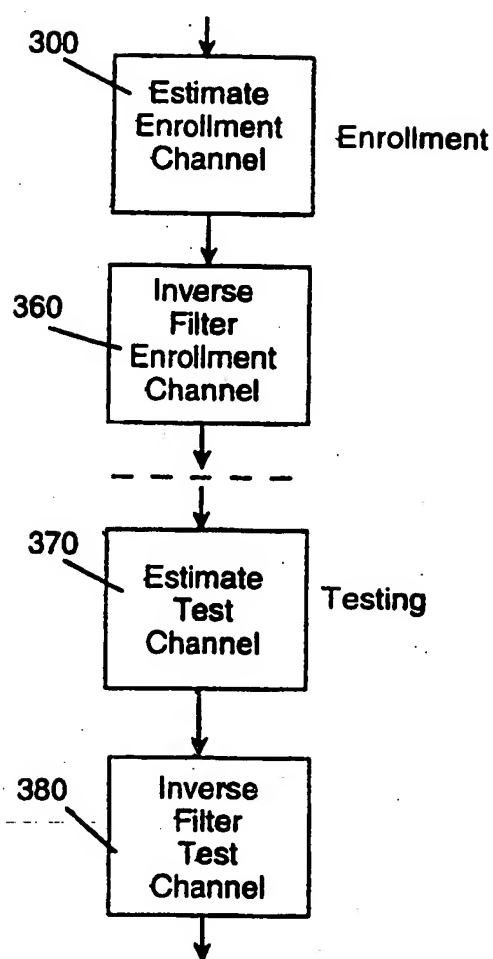 300
Estimate
Enrollment
Channel
Enrollment
360
Inverse
Filter
Enrollment
Channel
370
Estimate
Test
Channel
Testing
380
Inverse
Filter
Test
Channel